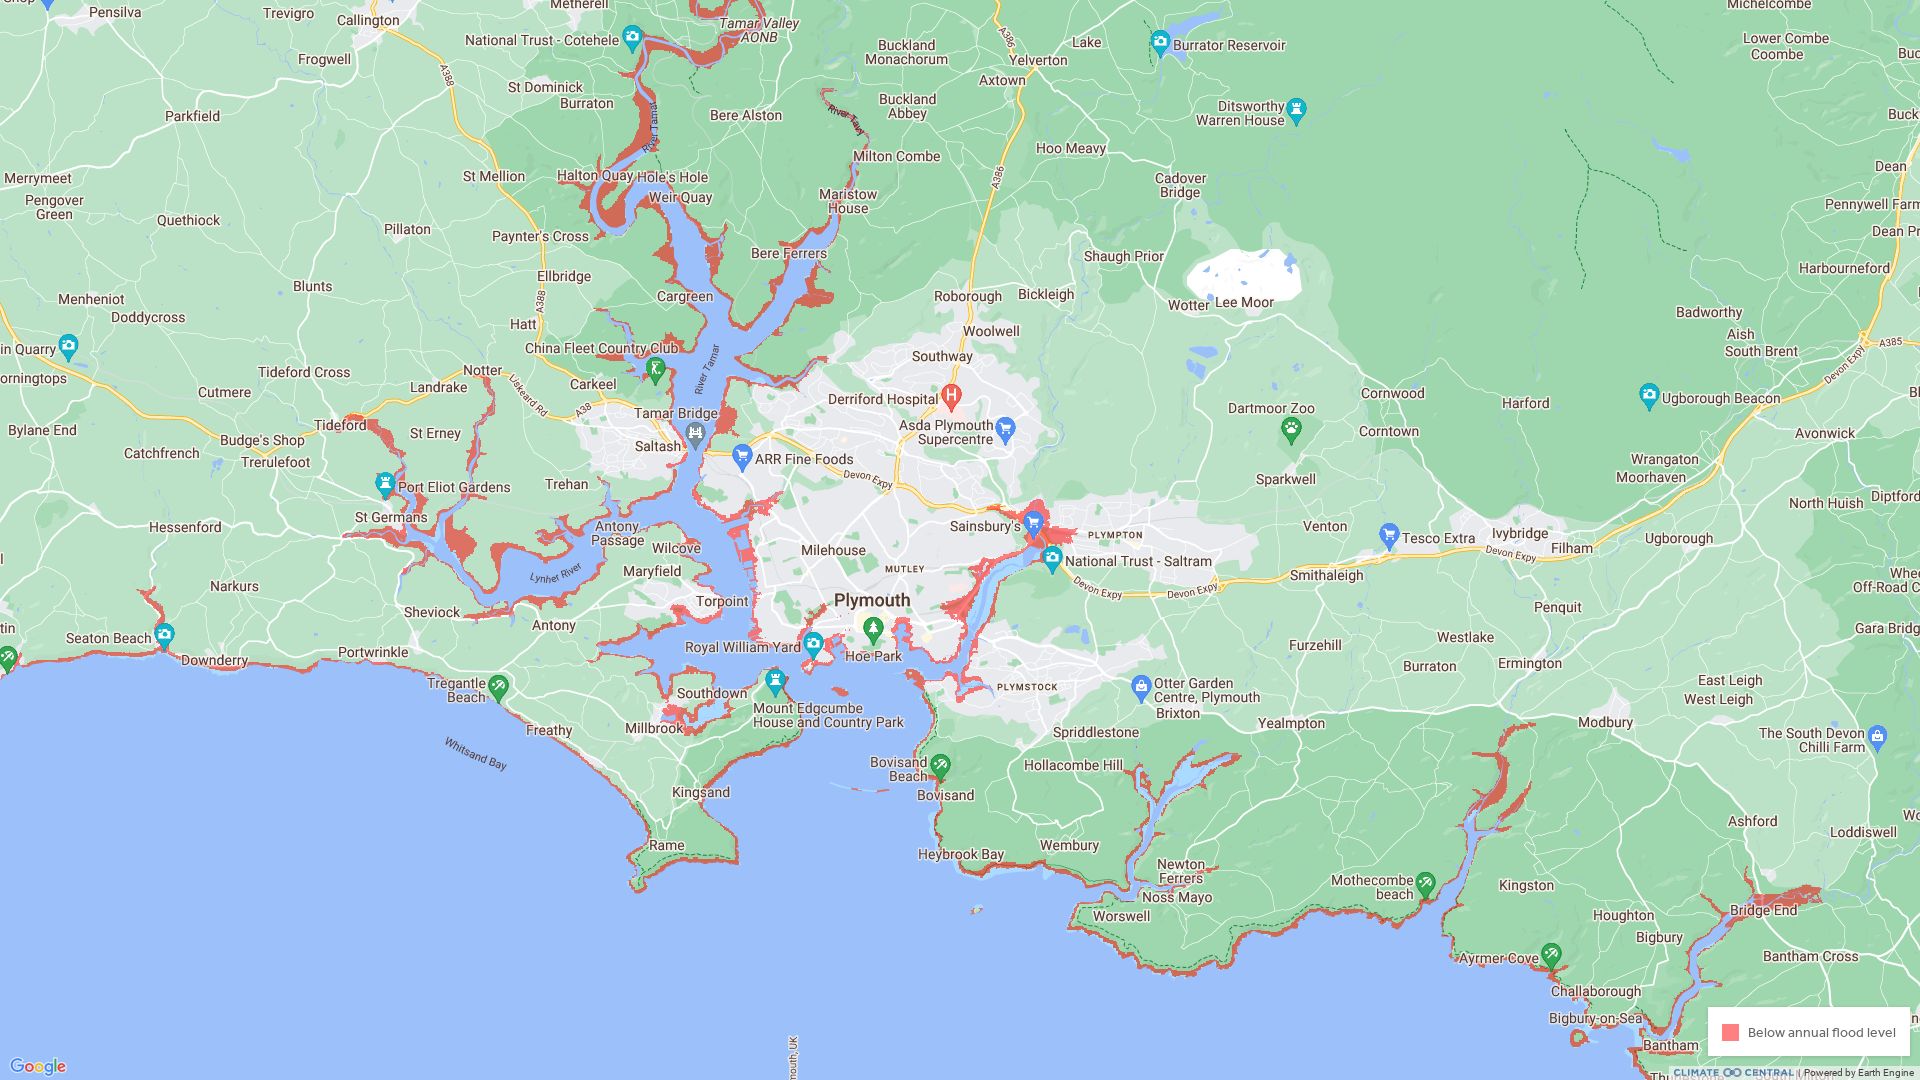 Pensilva
Trevigro
Callington
Metherell
Tamar Valley
AONB
Michelcombe
National Trust - Cotehele
Frogwell
A388
Buckland
Monachorum
A386
Lake
Yelverton
Axtown
Burrator Reservoir
Lower Combe
Coombe
St Dominick
Burraton
Parkfield
Bere Alston
River Tamar
River Tavy
Buckland
Abbey
Ditsworthy
Warren House
Milton Combe
Hoo Meavy
Dean
Merrymeet
St Mellion
Halton Quay
Hole's Hole
Weir Quay
Maristow
House
A386
Cadover
Bridge
Pengover
Green
Quethiock
Pillaton
Paynter's Cross
Pennywell Farm
Bere Ferrers
Shaugh Prior
Harbourneford
Ellbridge
Blunts
Menheniot
Doddycross
A388
Cargreen
Roborough
Bickleigh
Wotter
Lee Moor
Badworthy
Hatt
Woolwell
Aish
South Brent
A385
Devon Expy
in Quarry
China Fleet Country Club
Southway
River Tamar
Tideford Cross
Notter
Landrake
Liskeard Rd
Carkeel
Cutmere
A38
Derriford Hospital
Cornwood
Harford
Ugborough Beacon
Tamar Bridge
Dartmoor Zoo
Asda Plymouth
Supercentre
Tideford
St Erney
Bylane End
Budge's Shop
Trerulefoot
Catchfrench
Saltash
ARR Fine Foods
Devon Expy
Corntown
Avonwick
Wrangaton
Moorhaven
Port Eliot Gardens
Trehan
Sparkwell
North Huish
Diptford
St Germans
Hessenford
Antony
Passage
Sainsbury's
PLYMPTON
Venton
Tesco Extra
Ivybridge
Filham
Devon Expy
Ugborough
Wilcove
Milehouse
MUTLEY
National Trust - Saltram
Lynher River
Maryfield
Narkurs
Devon Expy
Devon Expy
Smithaleigh
Off-Road C
Torpoint
Plymouth
Sheviock
Antony
Penquit
Seaton Beach
Downderry
Portwrinkle
Royal William Yard
Hoe Park
Furzehill
Westlake
Burraton
Ermington
Gara Bridg
Tregantle
Beach
Southdown
PLYMSTOCK
Otter Garden
Centre, Plymouth
Brixton
East Leigh
West Leigh
Mount Edgcumbe
House and Country Park
Freathy
Millbrook
Whitsand Bay
Spriddlestone
Yealmpton
Modbury
The South Devon
Chilli Farm
Bovisand
Beach
Bovisand
Hollacombe Hill
Kingsand
Rame
Heybrook Bay
Wembury
Ashford
Loddiswell
Newton
Ferrers
Noss Mayo
Worswell
Mothecombe
beach
Kingston
Houghton
Bigbury
Bridge End
Ayrmer Cove
Bantham Cross
Challaborough
Bigbury-on-Sea
Bantham
Below annual flood level
Google
mouth, UK
CLIMATE CENTRAL | Powered by Earth Engine